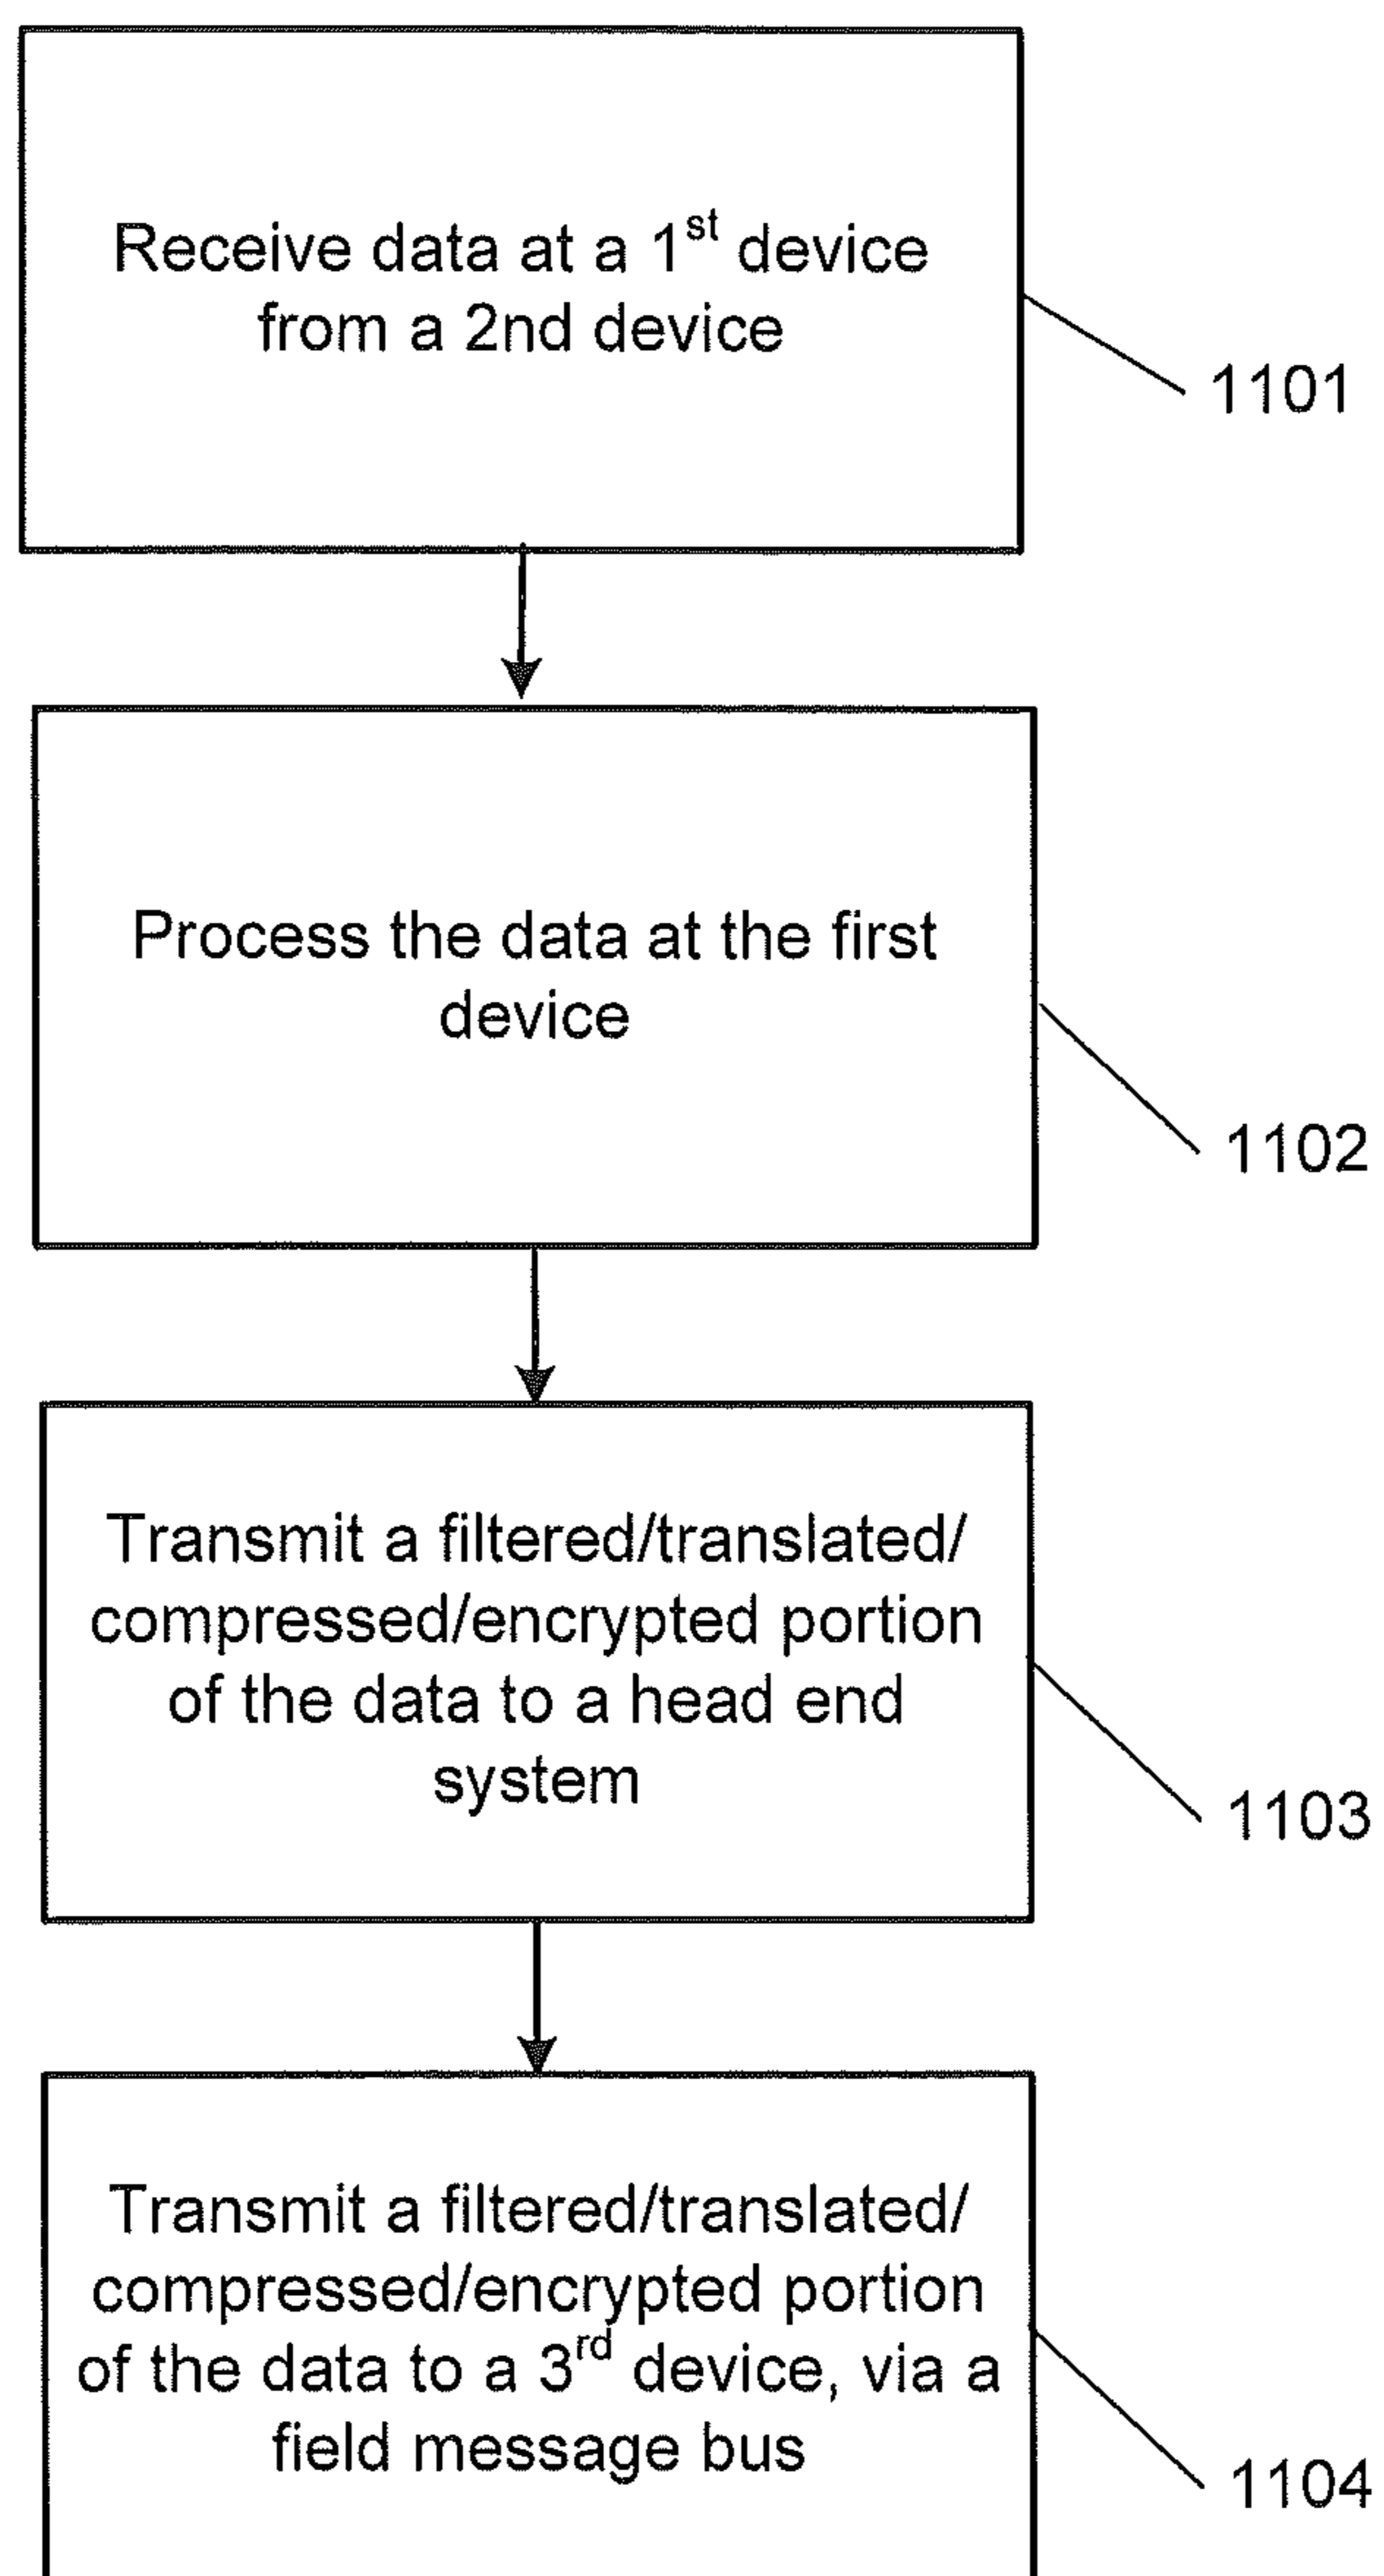 Receive data at a 1st device
from a 2nd device
1101
Process the data at the first
device
1102
Transmit a filtered/translated/
compressed/encrypted portion
of the data to a head end
system
1103
Transmit a filtered/translated/
compressed/encrypted portion
of the data to a 3rd device, via a
field message bus
1104